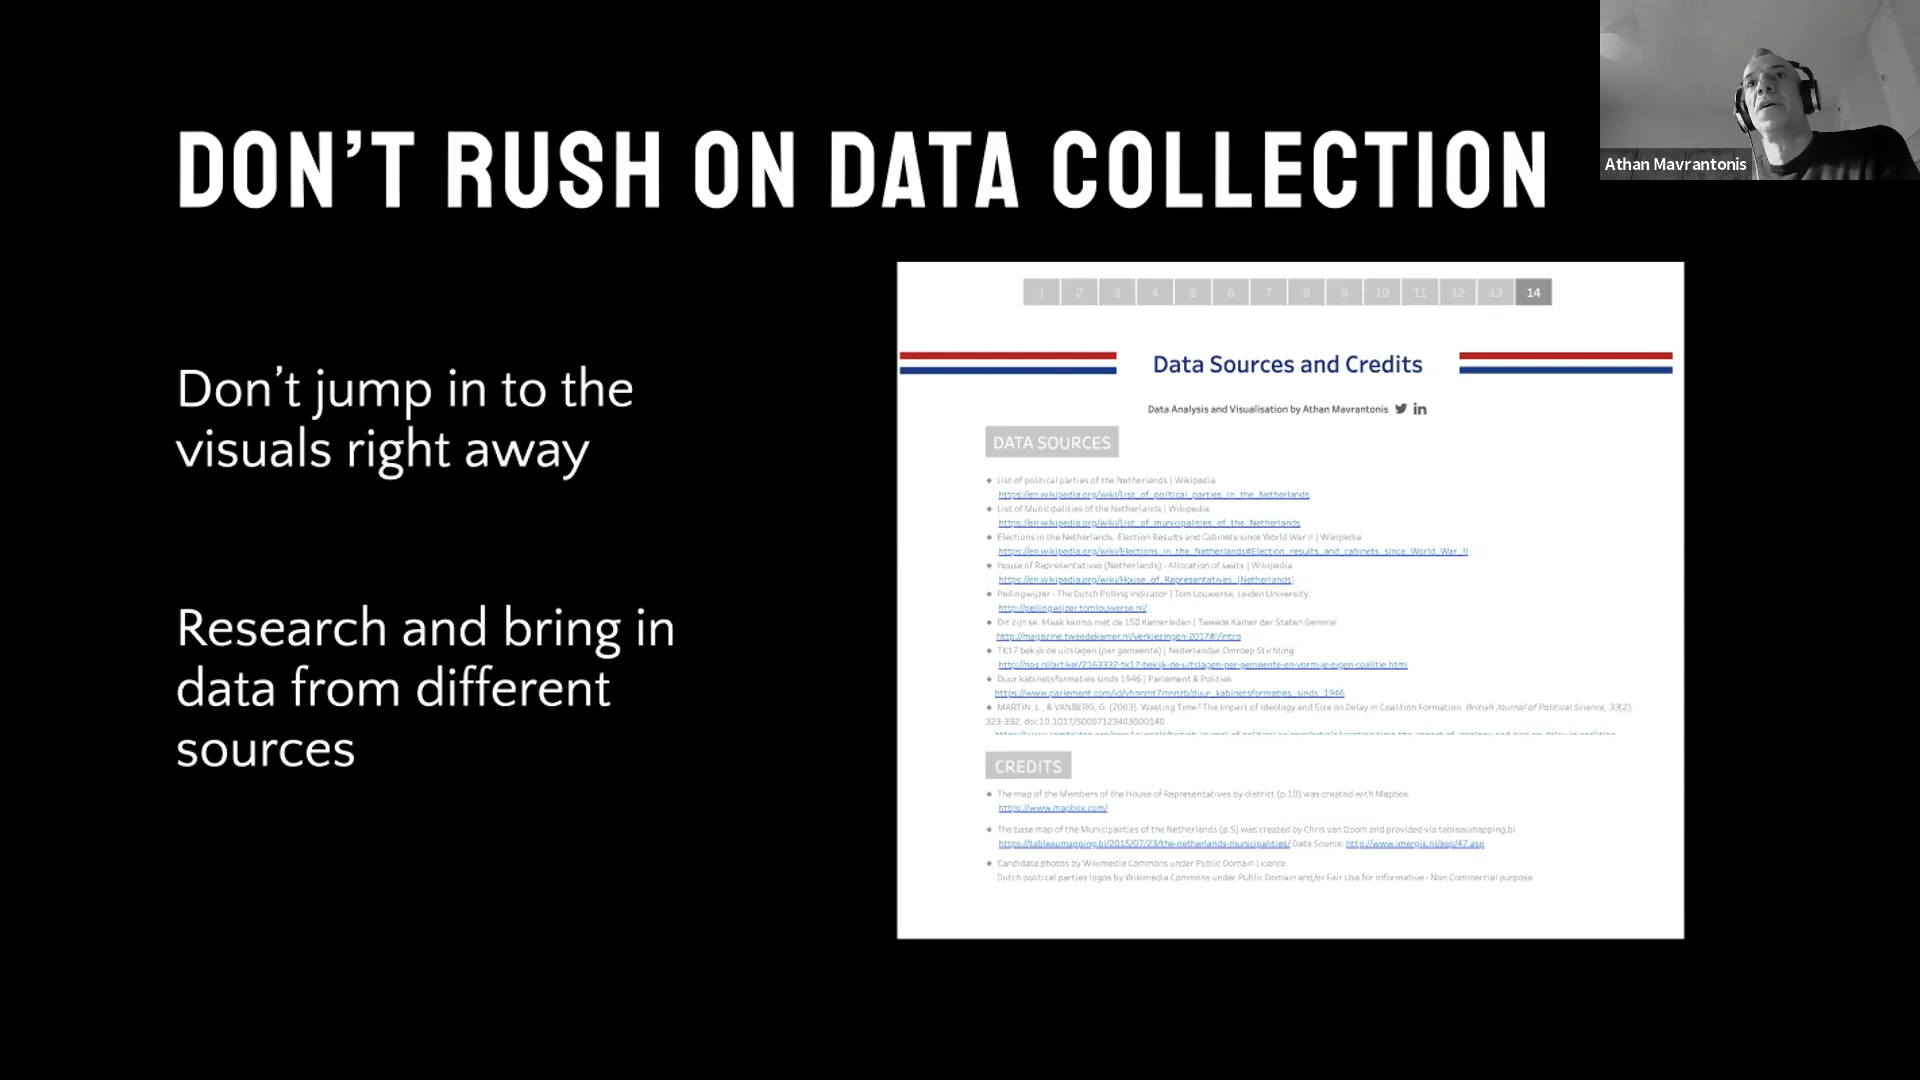 DON'T RUSH ON DATA COLLECTION
Athan Mavrantonis
Don't jump in to the
visuals right away
Research and bring in
data from different
sources
1 2 3 4 5 6 7 8 9 10 11 12 13 14
Data Sources and Credits
Data Analysis and Visualisation by Athan Mavrantonis
DATA SOURCES
◆ List of political parties of the Netherlands | Wikipedia
https://en.wikipedia.org/wiki/List_of_political_parties_in_the_Netherlands
◆ List of Municipalities of the Netherlands | Wikipedia
https://en.wikipedia.org/wiki/List_of_municipalities_of_the_Netherlands
◆ Elections in the Netherlands. Election Results and Cabinets since World War II | Wikipedia
https://en.wikipedia.org/wiki/Elections_in_the_Netherlands#Election_results_and_cabinets_since_World_War_II
◆ House of Representatives (Netherlands) - Allocation of seats | Wikipedia
https://en.wikipedia.org/wiki/House_of_Representatives_(Netherlands)
◆ Peilingwijzer - The Dutch Polling Indicator | Tom Louwerse, Leiden University
http://peilingwijzer.tomlouwerse.nl/
◆ Dit zijn se. Maak kennis met de 150 Kamerleden | Tweede Kamer der Staten General
http://magazine.tweedekamer.nl/verkiezingen-2017#!/intro
◆ TK17 bekijk de uitslagen (per gemeente) | Nederlandse Omroep Stichting
http://nos.nl/artikel/2163332-tk17-bekijk-de-uitslagen-per-gemeente-en-vorm-je-eigen-coalitie.html
◆ Duur kabinetsformaties sinds 1946 | Parlement & Politiek
https://www.parlement.com/id/vhnnmt7mnnzb/duur_kabinetsformaties_sinds_1946
◆ MARTIN, L., & VANBERG, G. (2003). Wasting Time? The Impact of Ideology and Size on Delay in Coalition Formation. British Journal of Political Science, 33(2),
323-332. doi:10.1017/S0007123403000140
CREDITS
◆ The map of the Members of the House of Representatives by district (p.10) was created with Mapbox
https://www.mapbox.com/
◆ The base map of the Municipalities of the Netherlands (p.5) was created by Chris van Doorn and provided via tableaumapping.bi
https://tableaumapping.bi/2015/07/23/the-netherlands-municipalities/ Data Source: http://www.imergis.nl/asp/47.asp
◆ Candidate photos by Wikimedia Commons under Public Domain Licence
Dutch political parties logos by Wikimedia Commons under Public Domain and/or Fair Use for Informative - Non Commercial purpose